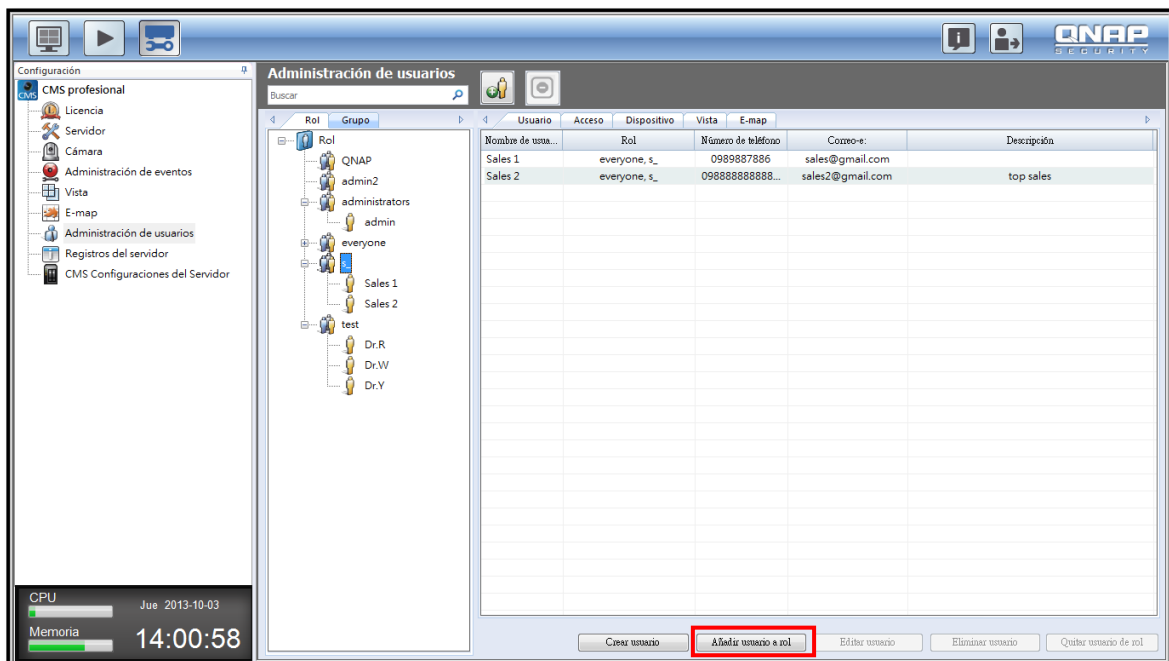 QNAP
SECURITY
Configuración
CMS profesional
Licencia
Servidor
Cámara
Administración de eventos
Vista
E-map
Administración de usuarios
Registros del servidor
CMS Configuraciones del Servidor
CPU
Jue 2013-10-03
Memoria
14:00:58
Administración de usuarios
Buscar
Rol Grupo
Rol
QNAP
admin2
administrators
admin
everyone
s_
Sales 1
Sales 2
test
Dr.R
Dr.W
Dr.Y
Usuario Acceso Dispositivo Vista E-map
Nombre de usua... Rol Número de teléfono Correo-e: Descripción
Sales 1 everyone, s_ 0989887886 sales@gmail.com
Sales 2 everyone, s_ 098888888888... sales2@gmail.com top sales
Crear usuario Añadir usuario a rol Editar usuario Eliminar usuario Quitar usuario de rol